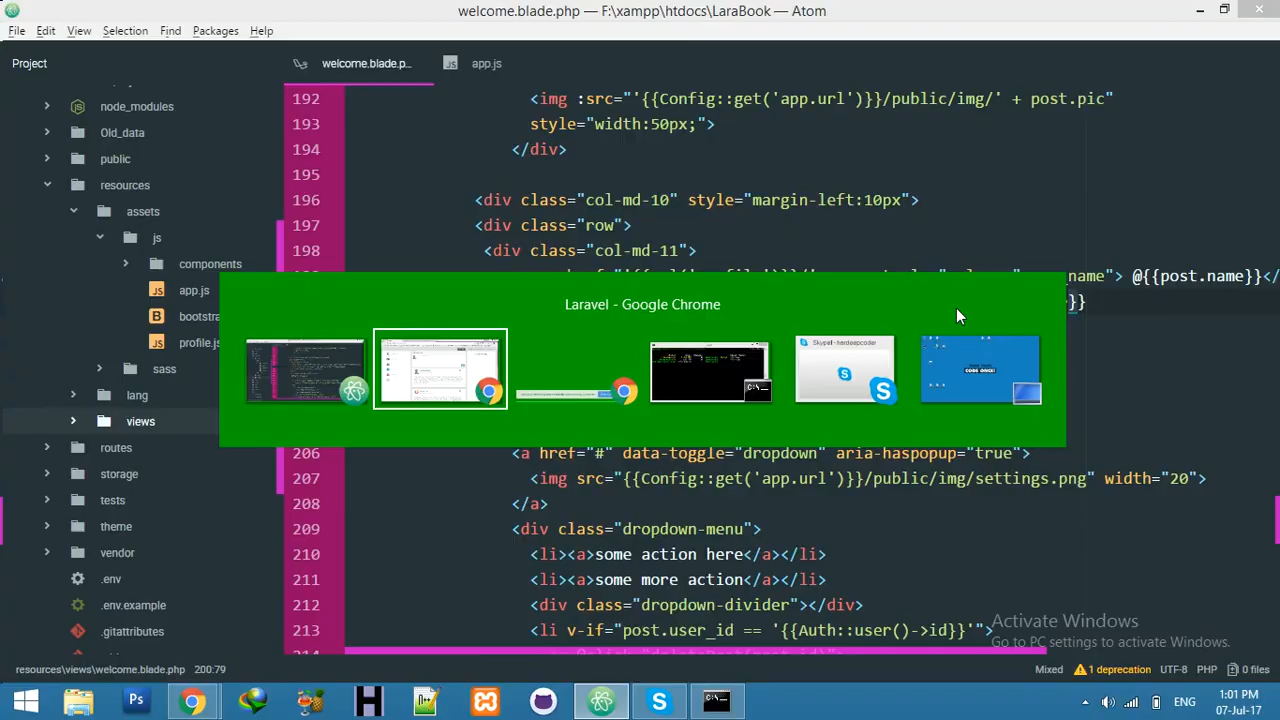 welcome.blade.php — F:\xampp\htdocs\LaraBook — Atom
File Edit View Selection Find Packages Help
Project
welcome.blade.p...
app.js
node_modules
Old_data
public
resources
assets
js
components
app.js
bootstra
profile.js
sass
lang
views
routes
storage
tests
theme
vendor
.env
.env.example
.gitattributes
192 <img :src="'{{Config::get('app.url')}}/public/img/' + post.pic"
193 style="width:50px;">
194 </div>
195
196 <div class="col-md-10" style="margin-left:10px">
197 <div class="row">
198 <div class="col-md-11">
name"> @{{post.name}}</
}}
Laravel - Google Chrome
Skype! - hardeepcoder
206 <a href="#" data-toggle="dropdown" aria-haspopup="true">
207 <img src="{{Config::get('app.url')}}/public/img/settings.png" width="20">
208 </a>
209 <div class="dropdown-menu">
210 <li><a>some action here</a></li>
211 <li><a>some more action</a></li>
212 <div class="dropdown-divider"></div>
213 <li v-if="post.user_id == '{{Auth::user()->id}}'">
Activate Windows
Go to PC settings to activate Windows.
resources\views\welcome.blade.php 200:79
Mixed 1 deprecation UTF-8 PHP 0 files
ENG
1:01 PM
07-Jul-17